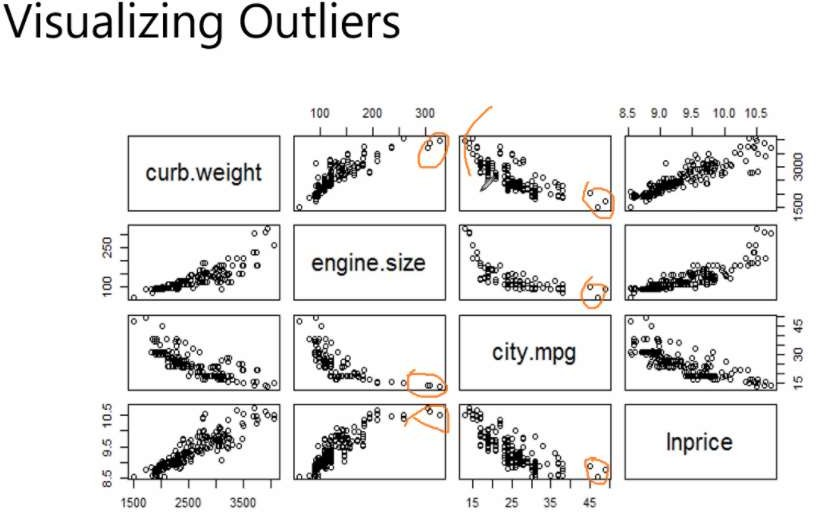 Visualizing Outliers
100 200 300 8.5 9.0 9.5 10.0 10.5
curb.weight
1500 3000
100 250
engine.size
city.mpg
15 30 45
8.5 9.5 10.5
lnprice
1500 2500 3500 15 25 35 45